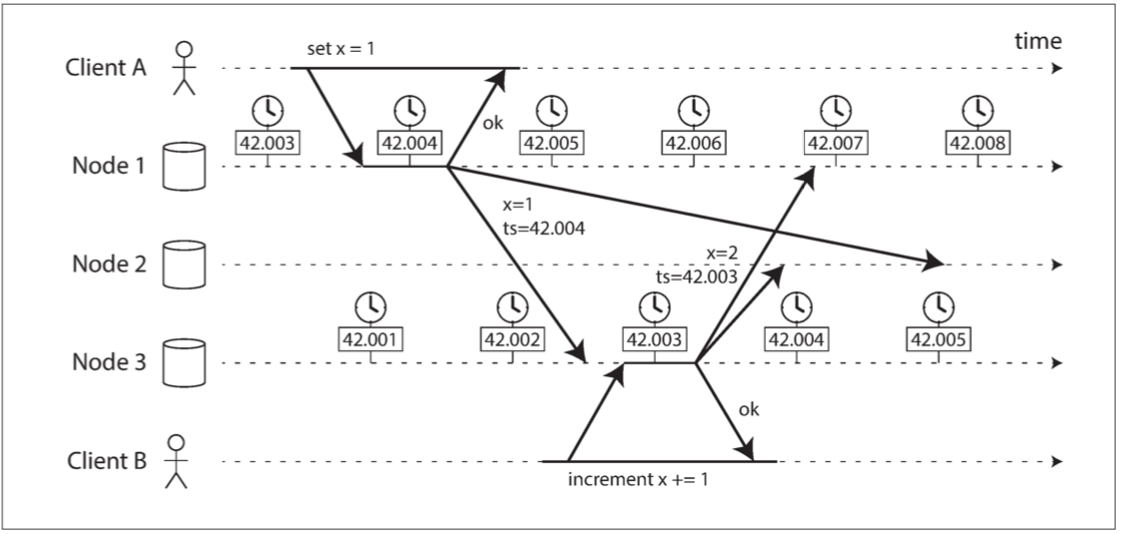 set x = 1
time
Client A
42.003
42.004
ok
42.005
42.006
42.007
42.008
Node 1
x=1
ts=42.004
Node 2
x=2
ts=42.003
42.001
42.002
42.003
42.004
42.005
Node 3
ok
Client B
increment x += 1